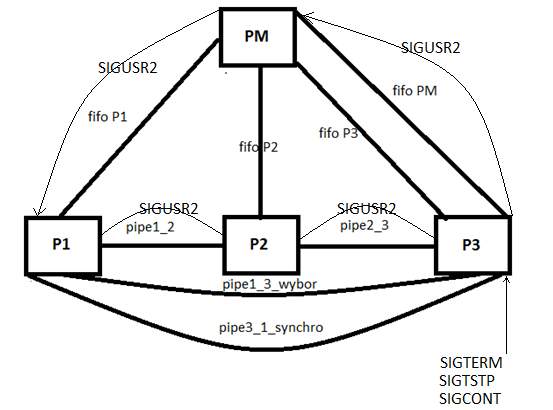 PM
SIGUSR2
SIGUSR2
fifo PM
fifo P1
fifo P3
fifo P2
SIGUSR2
SIGUSR2
pipe1_2
pipe2_3
P1
P2
P3
pipe1_3_wybor
pipe3_1_synchro
SIGTERM
SIGTSTP
SIGCONT